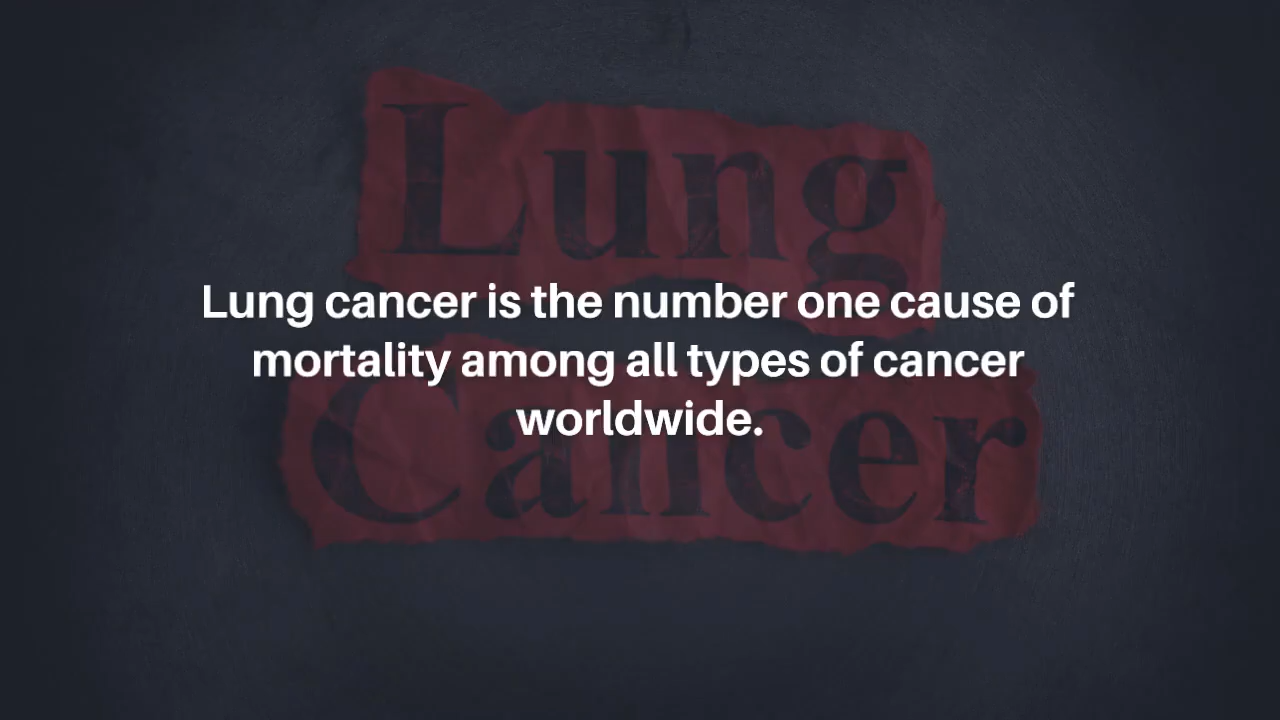 Lung
Lung cancer is the number one cause of
mortality among all types of cancer
worldwide.
Cancer